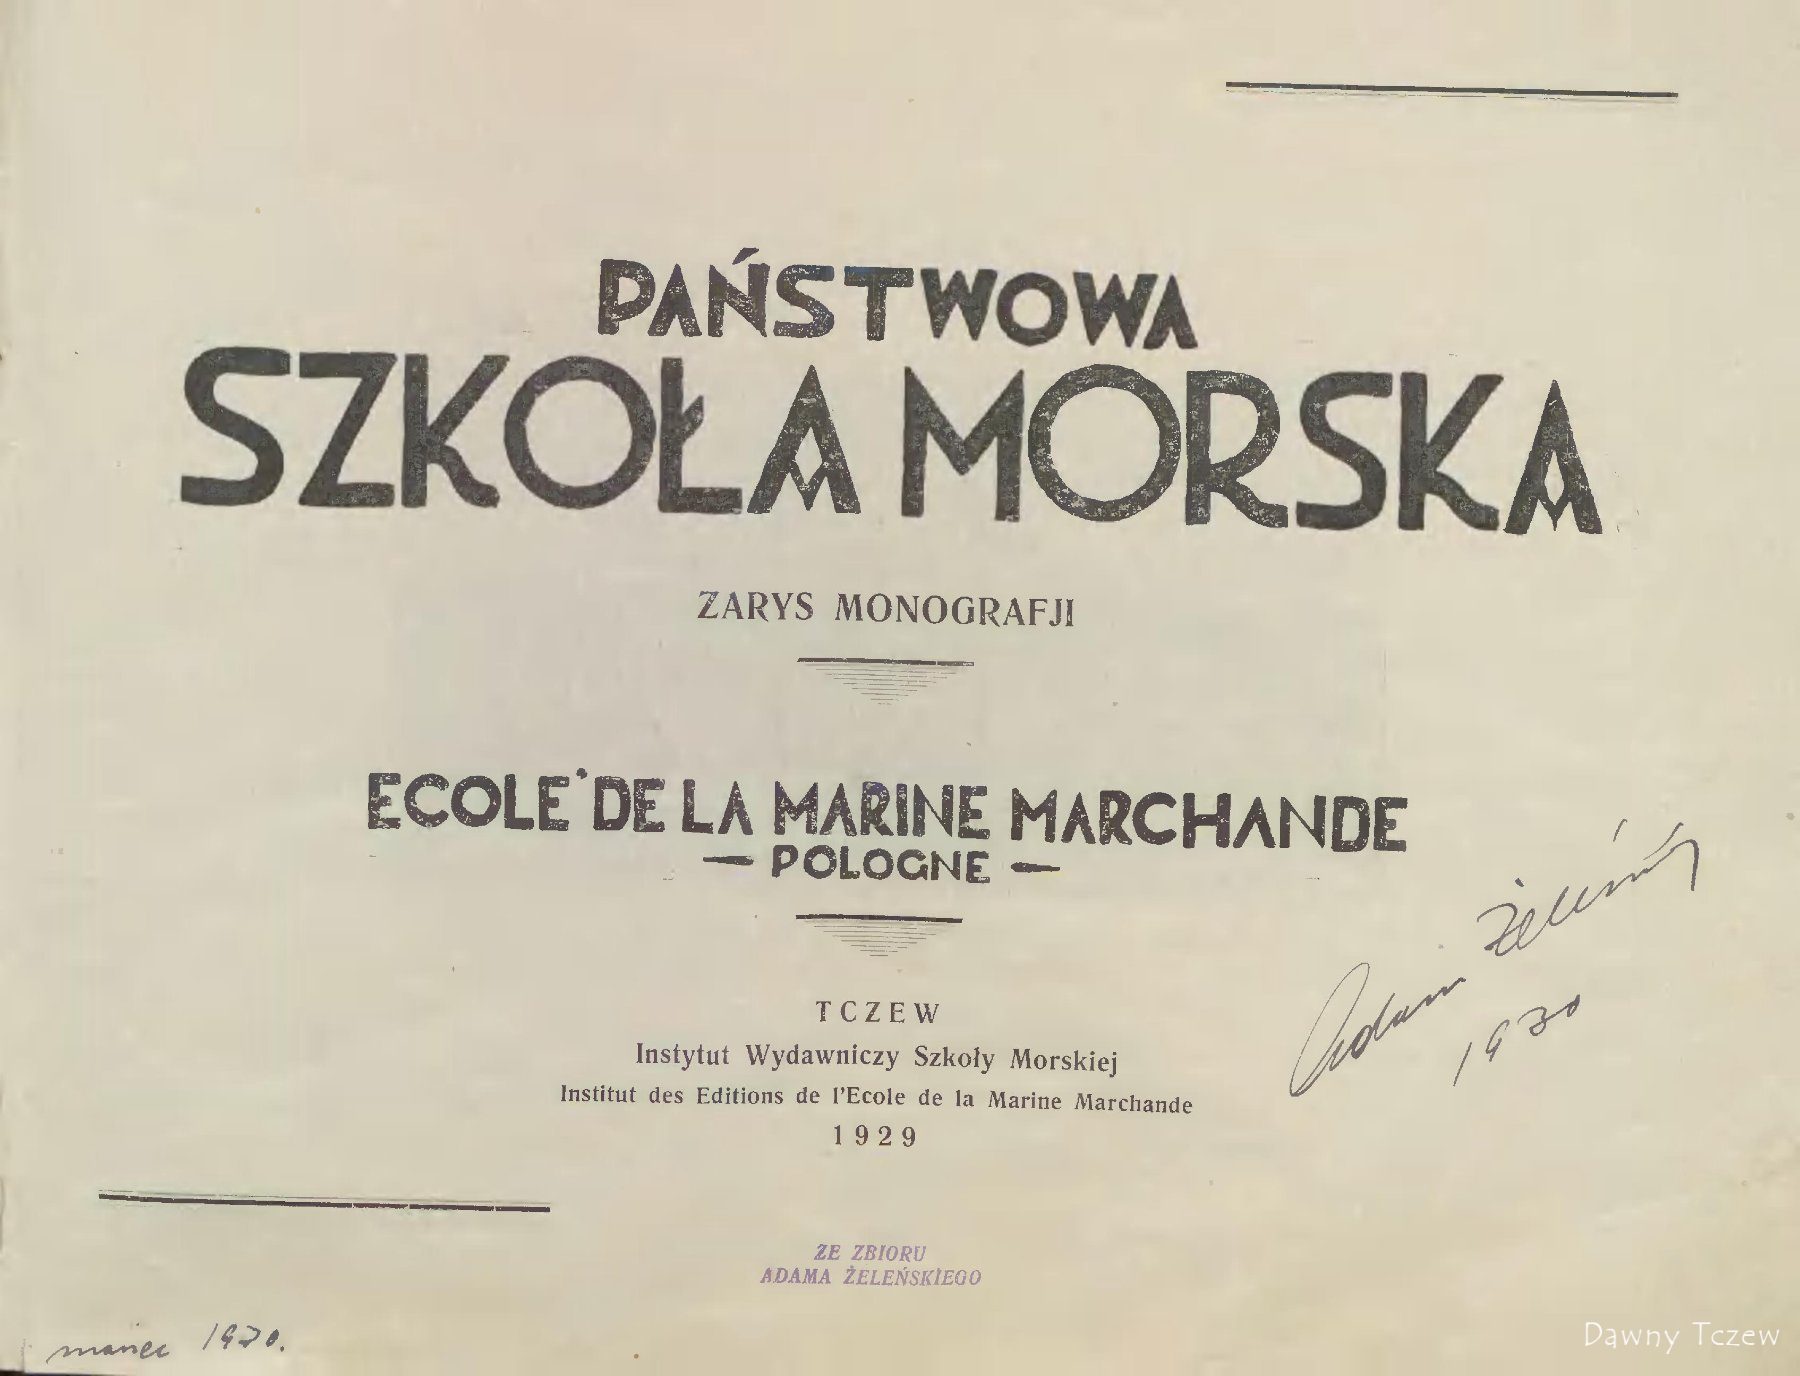 PAŃSTWOWA
SZKOŁA MORSKA
ZARYS MONOGRAFJI
ECOLE DE LA MARINE MARCHANDE
— POLOGNE —
Adam Żeleński
1970
TCZEW
Instytut Wydawniczy Szkoły Morskiej
Institut des Editions de l'Ecole de la Marine Marchande
1929
ZE ZBIORU
ADAMA ŻELEŃSKIEGO
marzec 1970.
Dawny Tczew